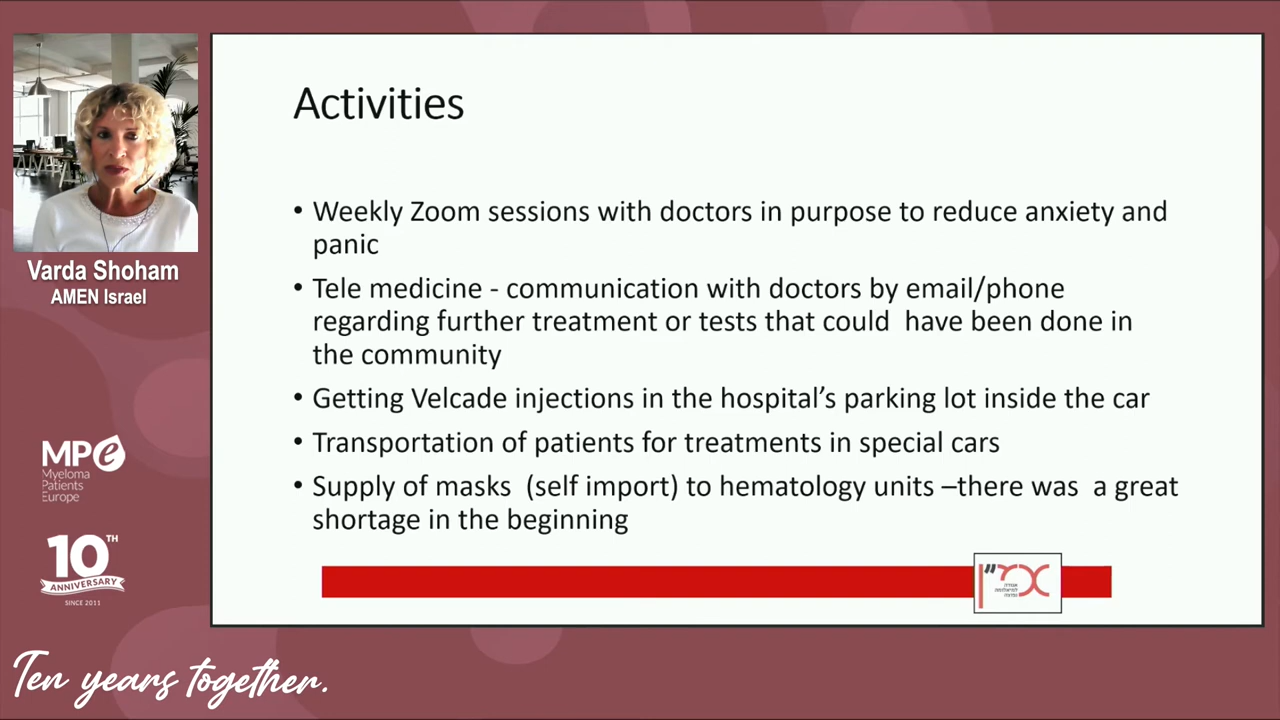 Activities
• Weekly Zoom sessions with doctors in purpose to reduce anxiety and
panic
• Tele medicine - communication with doctors by email/phone
regarding further treatment or tests that could  have been done in
the community
• Getting Velcade injections in the hospital’s parking lot inside the car
• Transportation of patients for treatments in special cars
• Supply of masks  (self import) to hematology units –there was  a great
shortage in the beginning
אמ"ן
Varda Shoham
AMEN Israel
MPe
Myeloma
Patients
Europe
10TH
ANNIVERSARY
SINCE 2011
Ten years together.